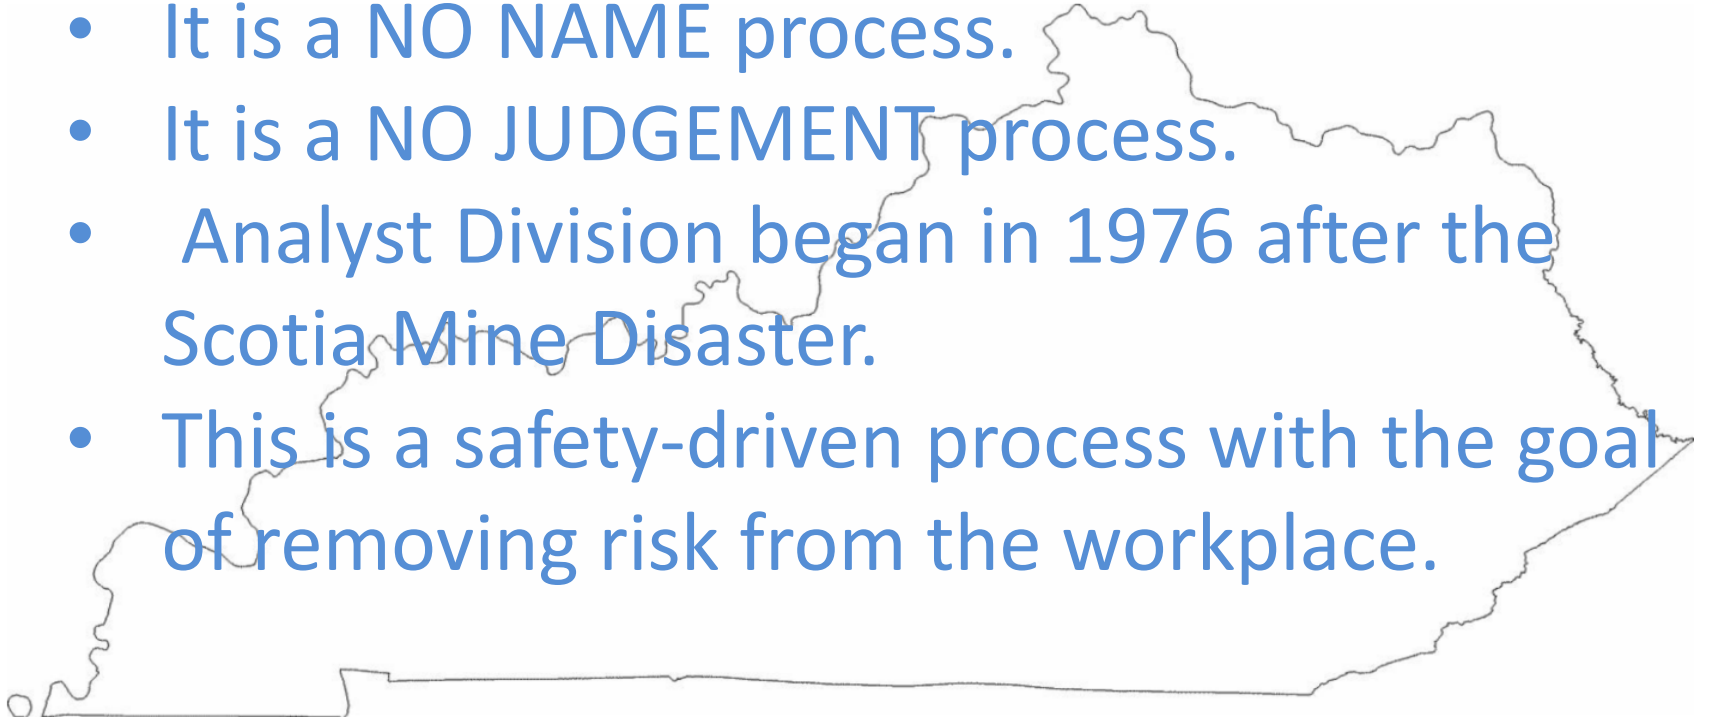 • It is a NO NAME process.
• It is a NO JUDGEMENT process.
• Analyst Division began in 1976 after the
Scotia Mine Disaster.
• This is a safety-driven process with the goal
of removing risk from the workplace.